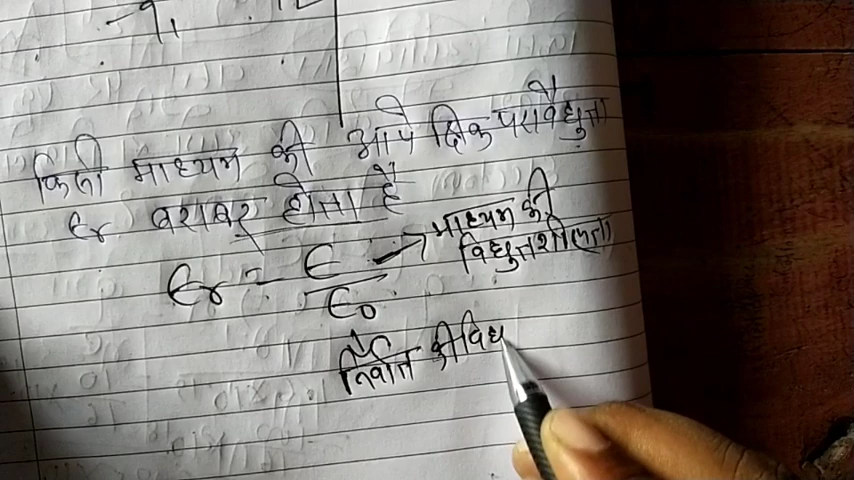 किसी माध्यम की आपेक्षिक परावैद्युता
εr बराबर होता है
εr = ε / ε0 → माध्यम की
विधुतशीलता
निर्वात की विध